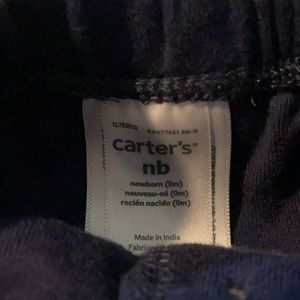 carter's®
nb
newborn (0m)
nouveau-né (0m)
recién nacido (0m)
Made in India